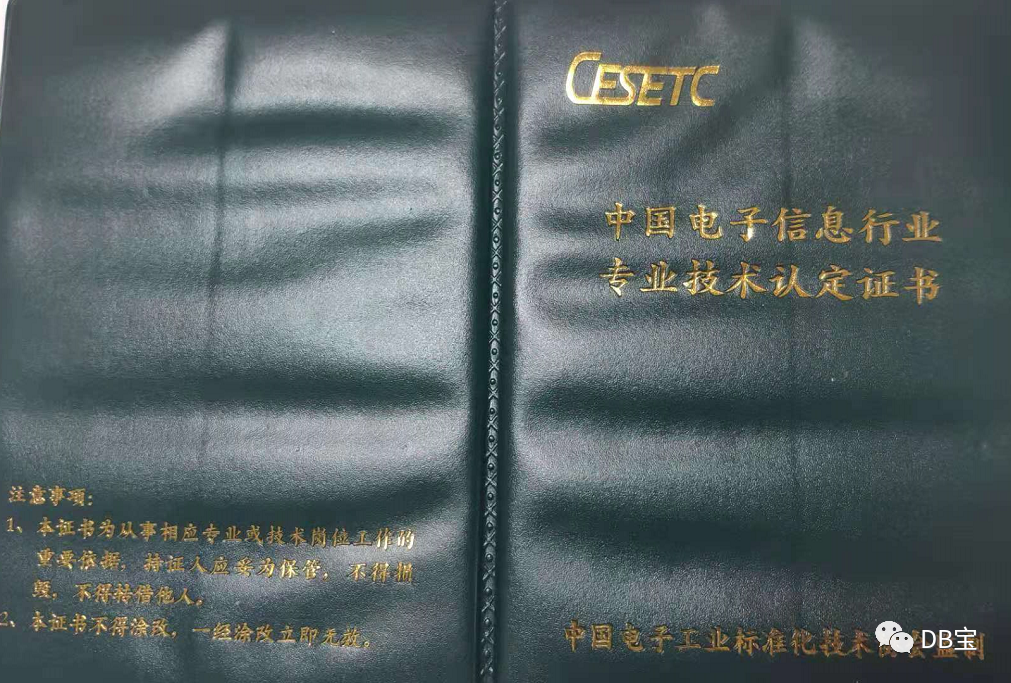 注意事项:
1、本证书为从事相应专业或技术岗位工作的
重要依据，持证人应妥为保管，不得损
毁，不得转借他人。
2、本证书不得涂改，一经涂改立即无效。
CESETC
中国电子信息行业
专业技术认定证书
中国电子工业标准化技术协会监制
DB宝